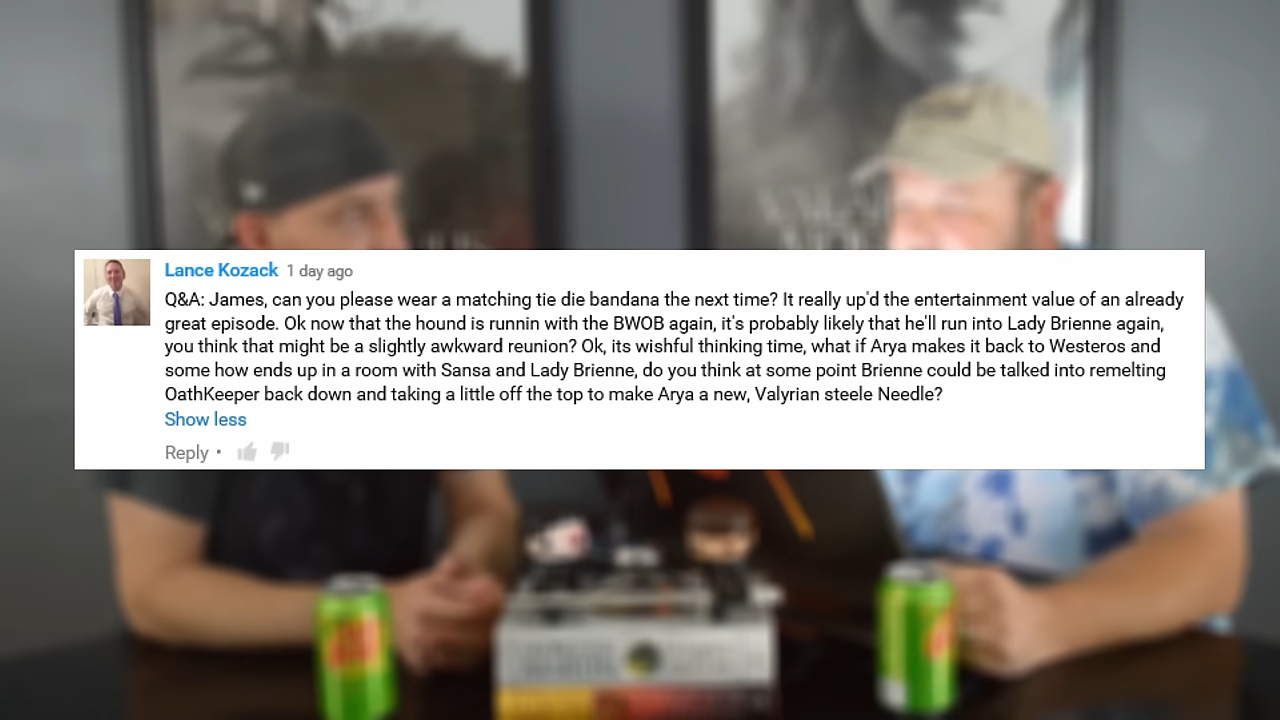 Lance Kozack 1 day ago
Q&A: James, can you please wear a matching tie die bandana the next time? It really up'd the entertainment value of an already
great episode. Ok now that the hound is runnin with the BWOB again, it's probably likely that he'll run into Lady Brienne again,
you think that might be a slightly awkward reunion? Ok, its wishful thinking time, what if Arya makes it back to Westeros and
some how ends up in a room with Sansa and Lady Brienne, do you think at some point Brienne could be talked into remelting
OathKeeper back down and taking a little off the top to make Arya a new, Valyrian steele Needle?
Show less
Reply •